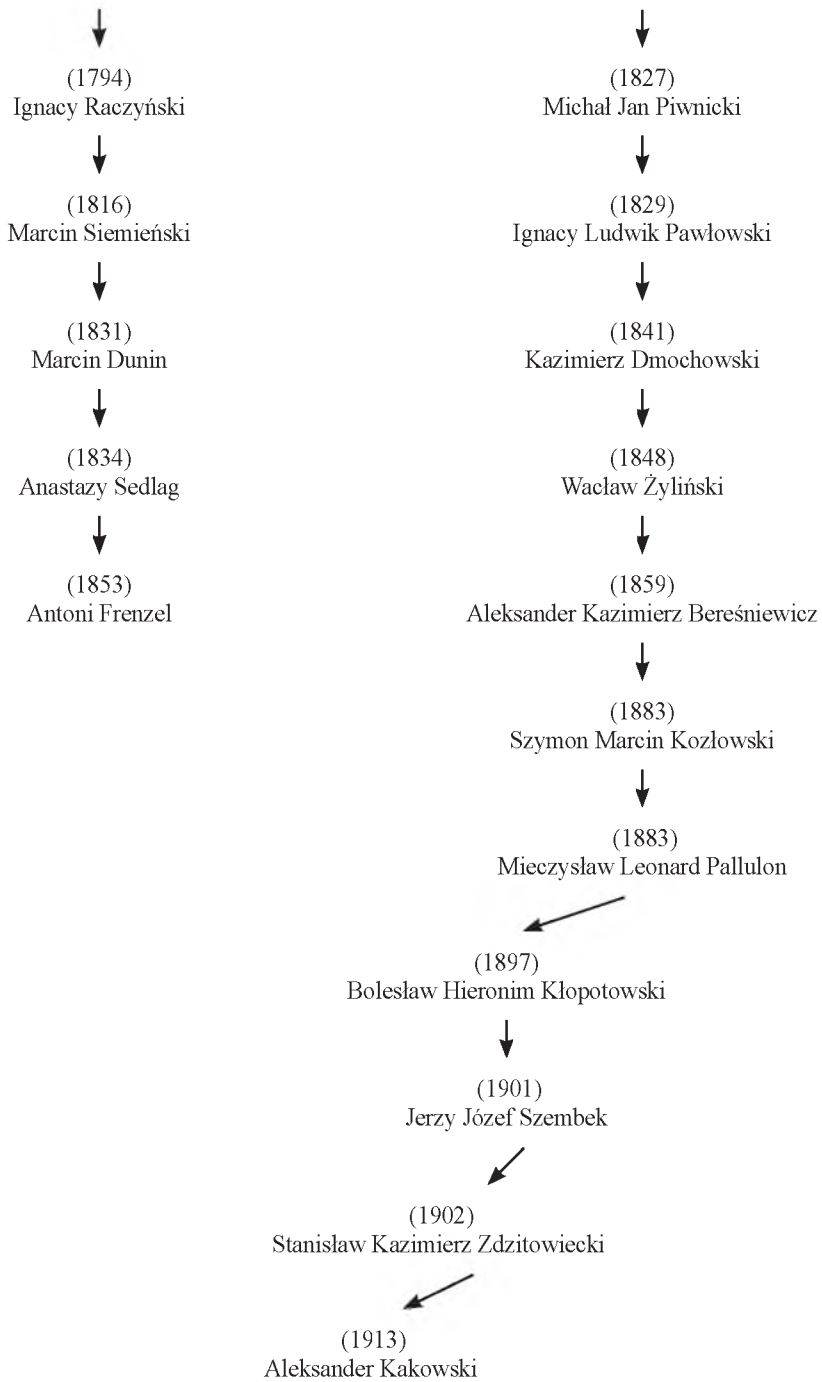 (1794)
Ignacy Raczyński
(1816)
Marcin Siemieński
(1831)
Marcin Dunin
(1834)
Anastazy Sedlag
(1853)
Antoni Frenzel
(1827)
Michał Jan Piwnicki
(1829)
Ignacy Ludwik Pawłowski
(1841)
Kazimierz Dmochowski
(1848)
Wacław Żyliński
(1859)
Aleksander Kazimierz Bereśniewicz
(1883)
Szymon Marcin Kozłowski
(1883)
Mieczysław Leonard Pallulon
(1897)
Bolesław Hieronim Kłopotowski
(1901)
Jerzy Józef Szembek
(1902)
Stanisław Kazimierz Zdzitowiecki
(1913)
Aleksander Kakowski